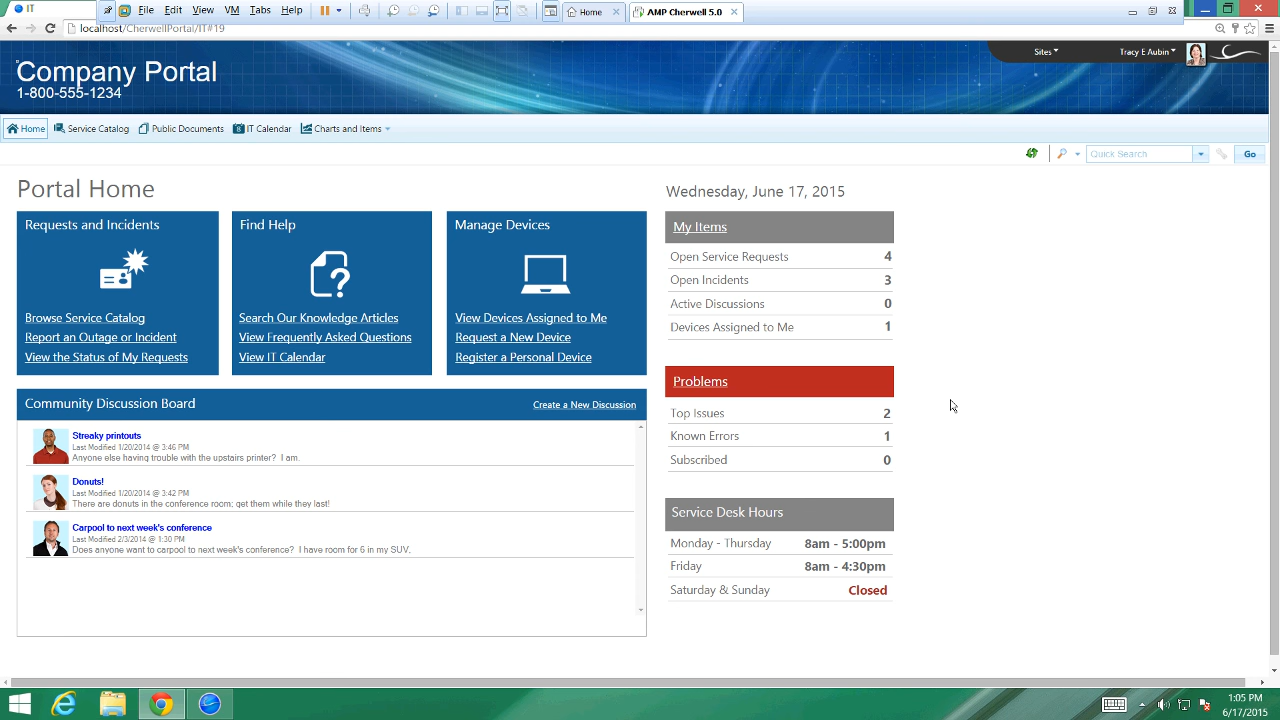 IT
File Edit View VM Tabs Help
Home
AMP Cherwell 5.0
localhost/CherwellPortal/IT#19
Sites
Tracy E Aubin
Company Portal
1-800-555-1234
Home Service Catalog Public Documents IT Calendar Charts and Items
Quick Search Go
Portal Home
Requests and Incidents
Browse Service Catalog
Report an Outage or Incident
View the Status of My Requests
Find Help
Search Our Knowledge Articles
View Frequently Asked Questions
View IT Calendar
Manage Devices
View Devices Assigned to Me
Request a New Device
Register a Personal Device
Community Discussion Board Create a New Discussion
Streaky printouts
Last Modified 1/20/2014 @ 3:46 PM
Anyone else having trouble with the upstairs printer? I am.
Donuts!
Last Modified 1/20/2014 @ 3:42 PM
There are donuts in the conference room: get them while they last!
Carpool to next week's conference
Last Modified 2/3/2014 @ 1:30 PM
Does anyone want to carpool to next week's conference? I have room for 6 in my SUV.
Wednesday, June 17, 2015
My Items
Open Service Requests 4
Open Incidents 3
Active Discussions 0
Devices Assigned to Me 1
Problems
Top Issues 2
Known Errors 1
Subscribed 0
Service Desk Hours
Monday - Thursday 8am - 5:00pm
Friday 8am - 4:30pm
Saturday & Sunday Closed
1:05 PM
6/17/2015